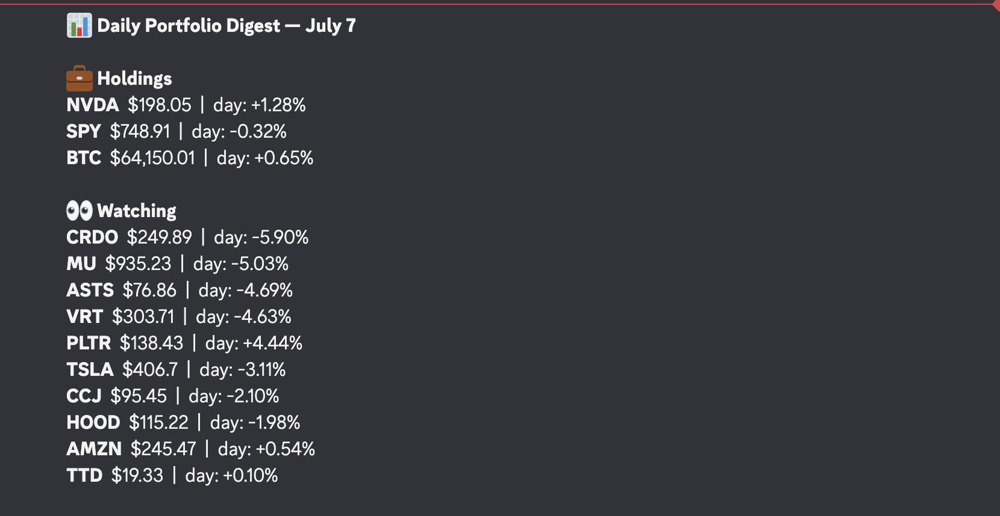 📊 Daily Portfolio Digest — July 7
💼 Holdings
NVDA $198.05 | day: +1.28%
SPY $748.91 | day: -0.32%
BTC $64,150.01 | day: +0.65%
👀 Watching
CRDO $249.89 | day: -5.90%
MU $935.23 | day: -5.03%
ASTS $76.86 | day: -4.69%
VRT $303.71 | day: -4.63%
PLTR $138.43 | day: +4.44%
TSLA $406.7 | day: -3.11%
CCJ $95.45 | day: -2.10%
HOOD $115.22 | day: -1.98%
AMZN $245.47 | day: +0.54%
TTD $19.33 | day: +0.10%